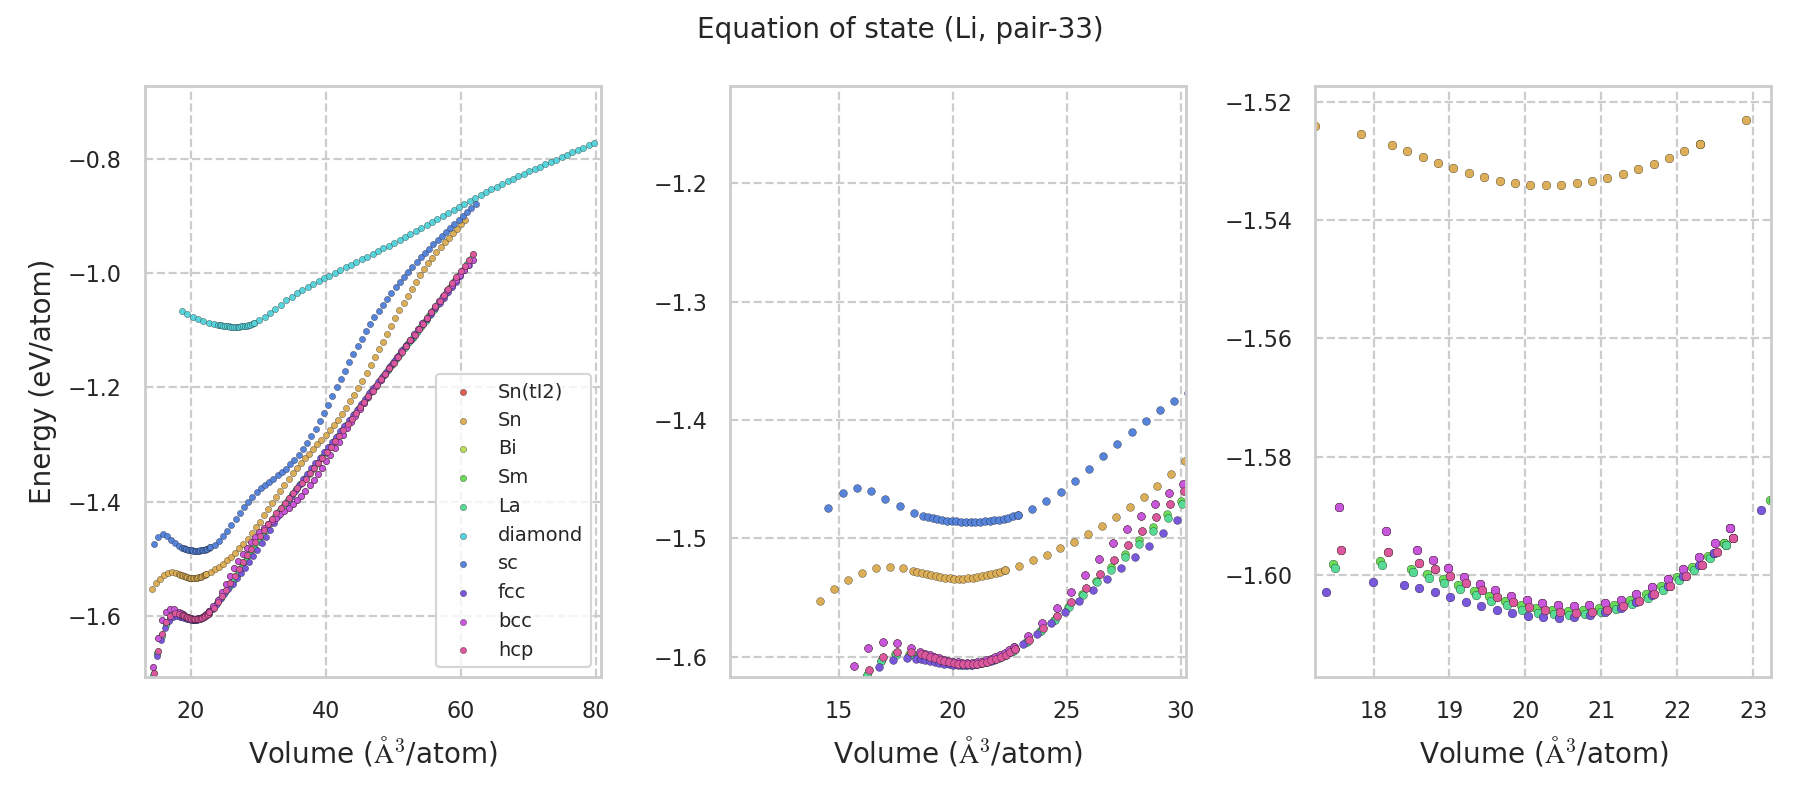 Equation of state (Li, pair-33)
Energy (eV/atom)
−0.8
−1.0
−1.2
−1.4
−1.6
20 40 60 80
Volume (Å³/atom)
Sn(tI2)
Sn
Bi
Sm
La
diamond
sc
fcc
bcc
hcp
−1.2
−1.3
−1.4
−1.5
−1.6
15 20 25 30
Volume (Å³/atom)
−1.52
−1.54
−1.56
−1.58
−1.60
18 19 20 21 22 23
Volume (Å³/atom)